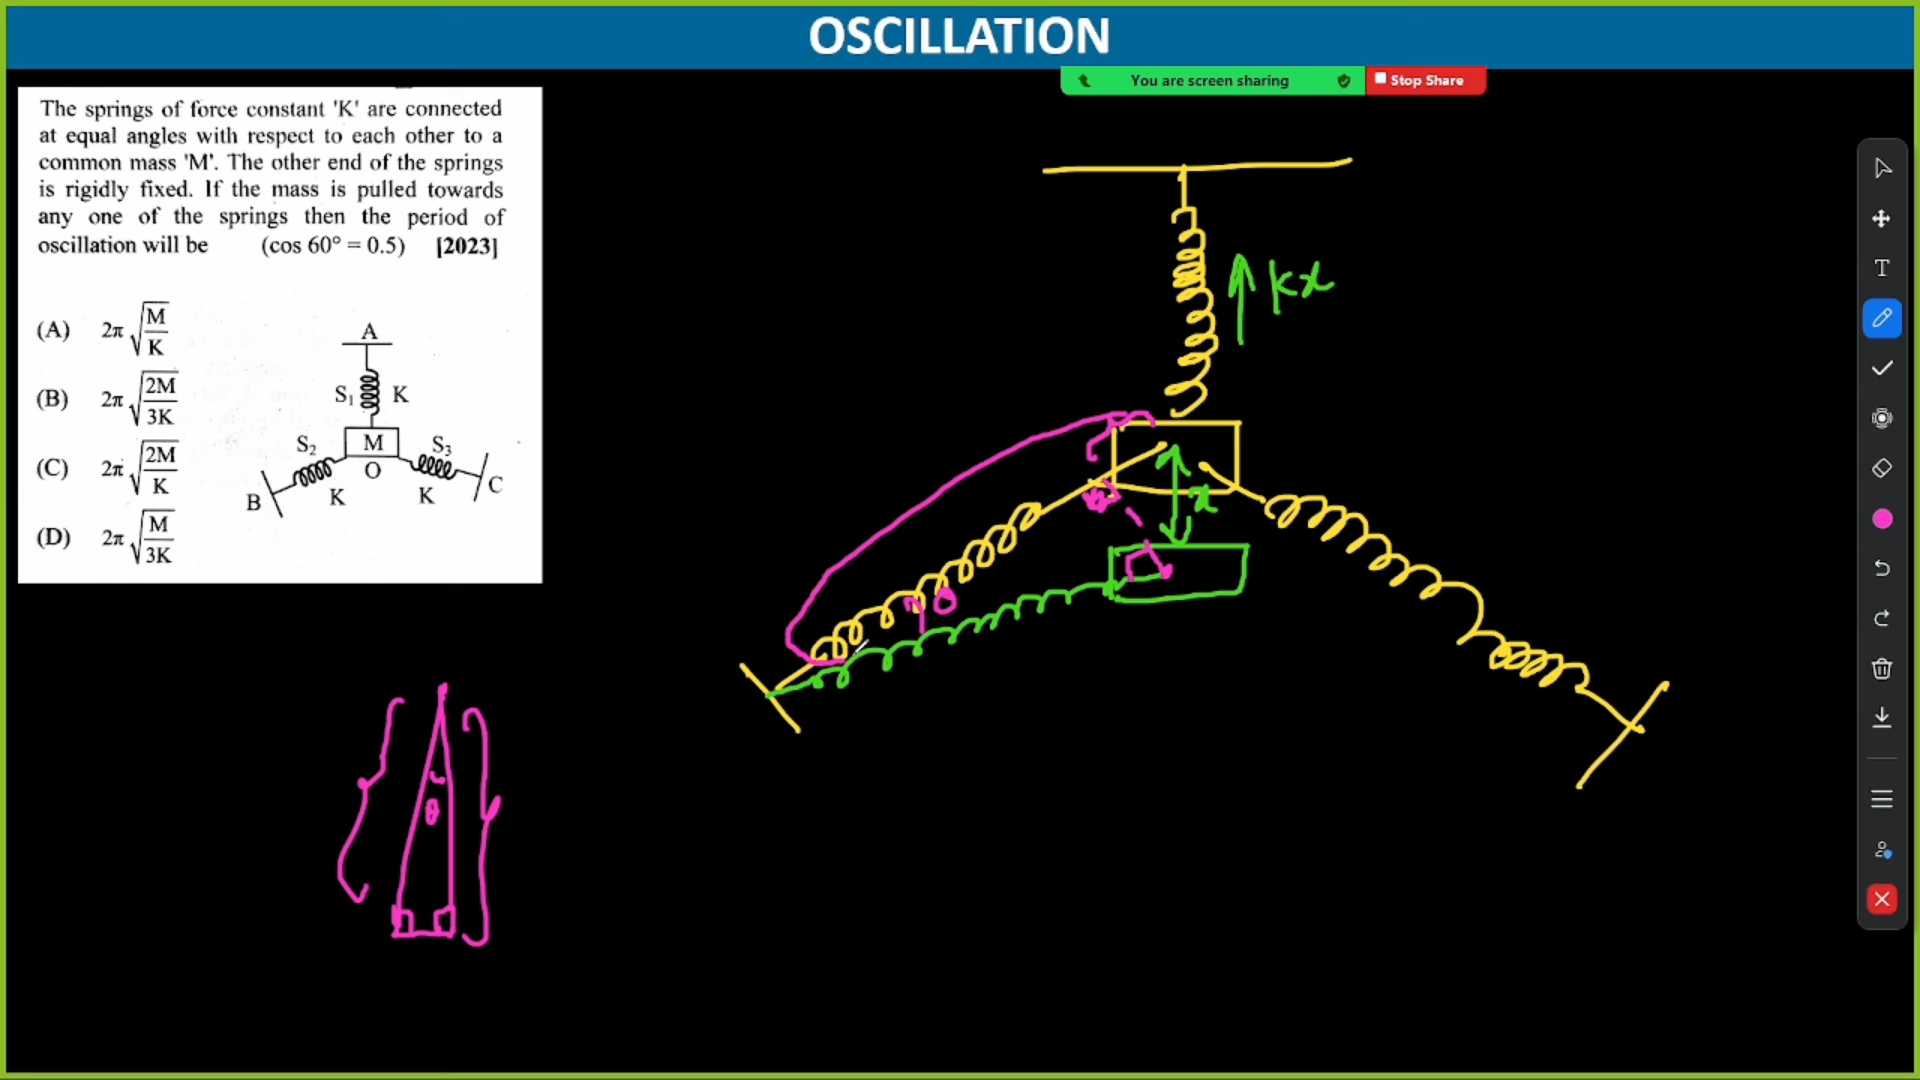 OSCILLATION
You are screen sharing
Stop Share
The springs of force constant 'K' are connected
at equal angles with respect to each other to a
common mass 'M'. The other end of the springs
is rigidly fixed. If the mass is pulled towards
any one of the springs then the period of
oscillation will be (cos 60° = 0.5) [2023]
(A) 2π √M/K
(B) 2π √2M/3K
(C) 2π √2M/K
(D) 2π √M/3K
A
S₁ K
S₂ M S₃
B K O K C
kx
x
θ
θ
T